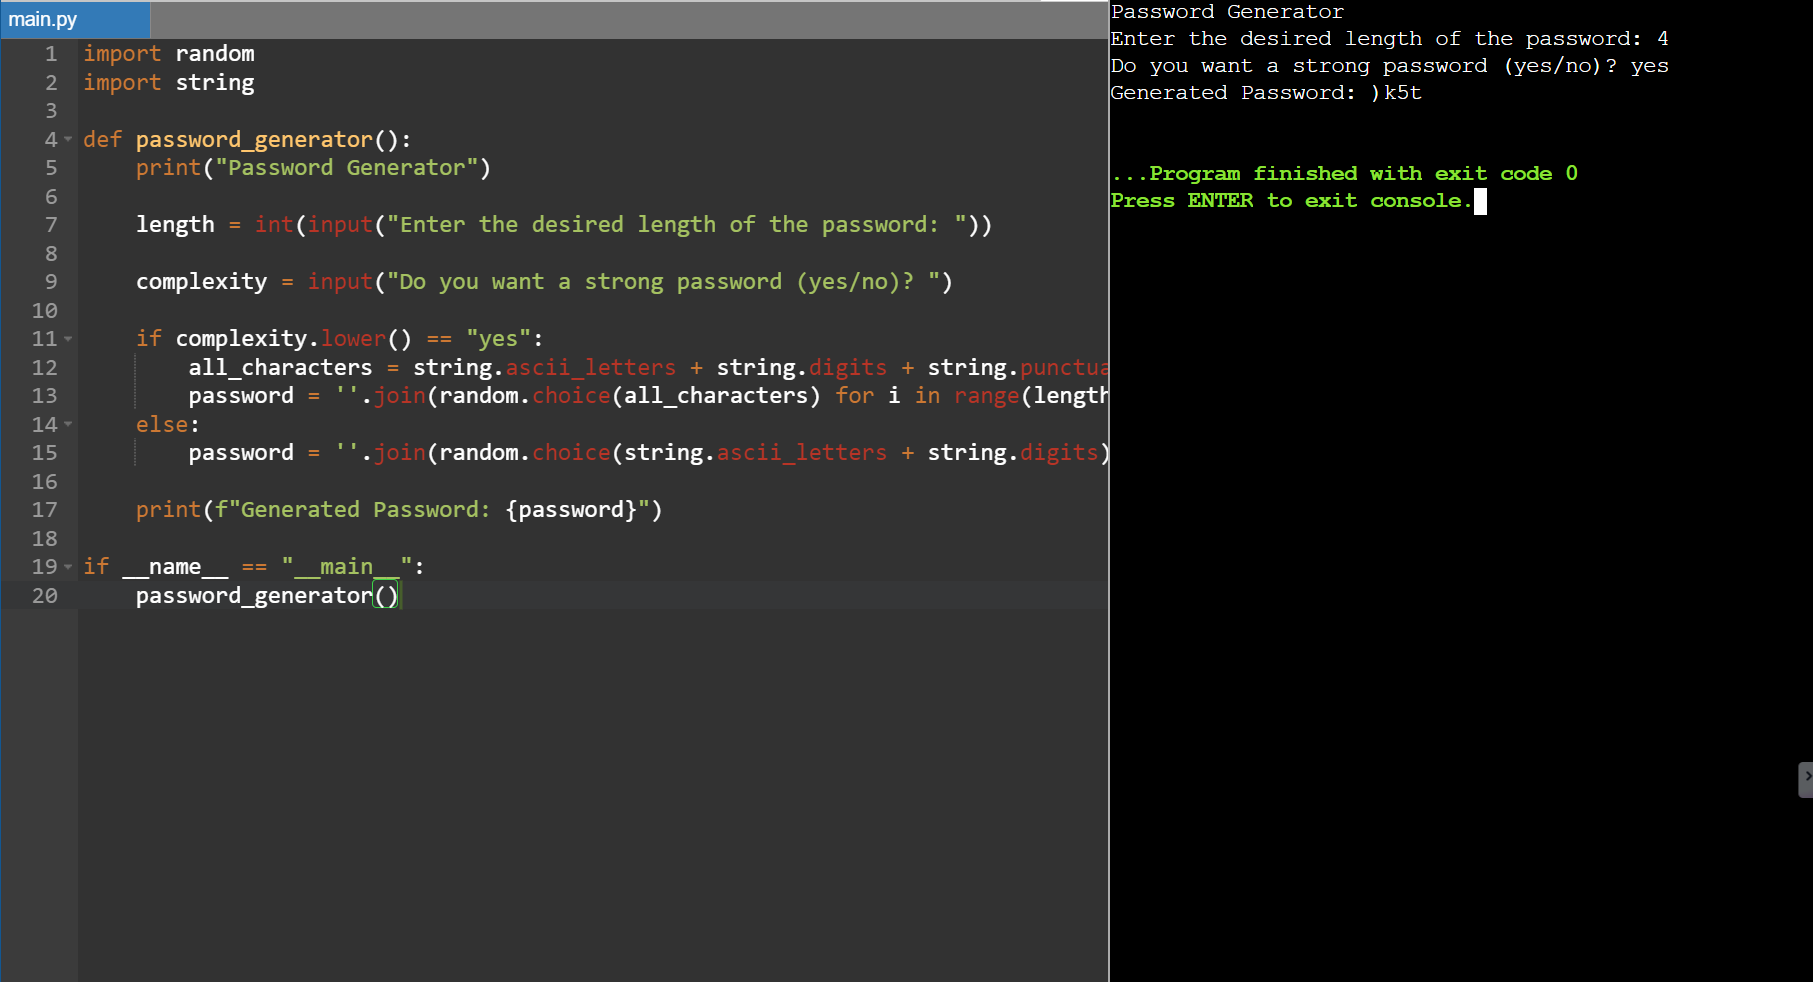 main.py
1 import random
2 import string
3
4 def password_generator():
5     print("Password Generator")
6
7     length = int(input("Enter the desired length of the password: "))
8
9     complexity = input("Do you want a strong password (yes/no)? ")
10
11     if complexity.lower() == "yes":
12         all_characters = string.ascii_letters + string.digits + string.punctua
13         password = ''.join(random.choice(all_characters) for i in range(length
14     else:
15         password = ''.join(random.choice(string.ascii_letters + string.digits)
16
17     print(f"Generated Password: {password}")
18
19 if __name__ == "__main__":
20     password_generator()
Password Generator
Enter the desired length of the password: 4
Do you want a strong password (yes/no)? yes
Generated Password: )k5t
...Program finished with exit code 0
Press ENTER to exit console.